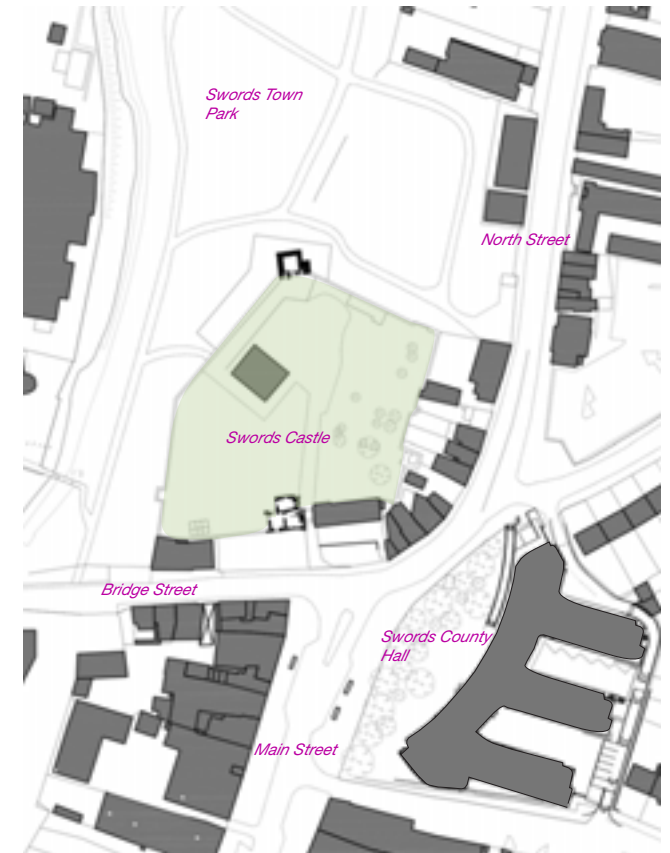 Swords Town
Park
North Street
Swords Castle
Bridge Street
Swords County
Hall
Main Street